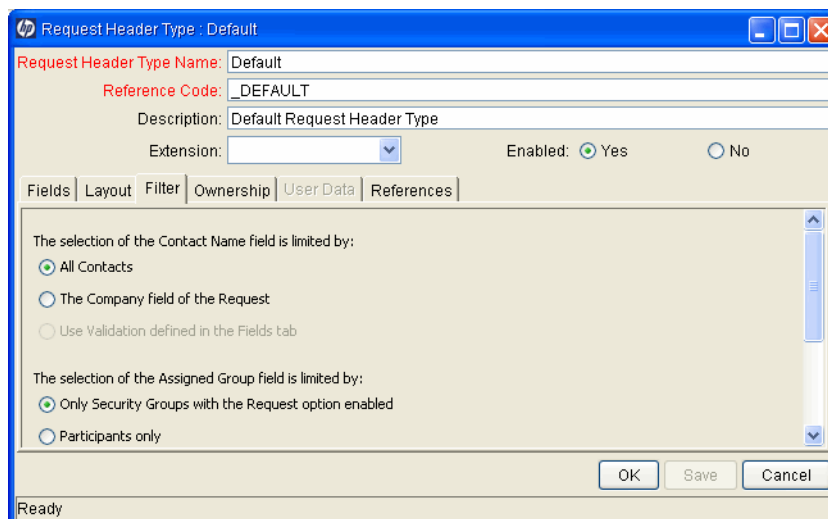 hp Request Header Type : Default
Request Header Type Name: Default
Reference Code: _DEFAULT
Description: Default Request Header Type
Extension: Enabled: Yes No
Fields Layout Filter Ownership User Data References
The selection of the Contact Name field is limited by:
All Contacts
The Company field of the Request
Use Validation defined in the Fields tab
The selection of the Assigned Group field is limited by:
Only Security Groups with the Request option enabled
Participants only
OK Save Cancel
Ready